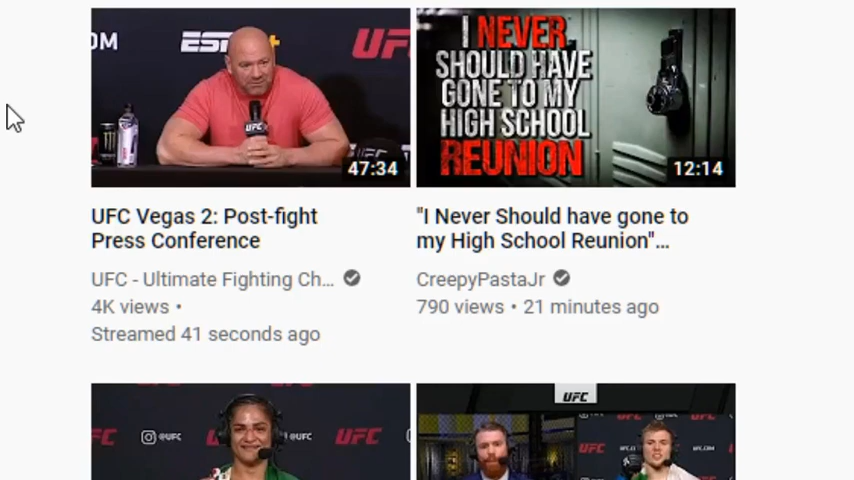 .OM ESPN+ UFC
UFC
47:34
I NEVER
SHOULD HAVE
GONE TO MY
HIGH SCHOOL
REUNION
12:14
UFC Vegas 2: Post-fight
Press Conference
UFC - Ultimate Fighting Ch...
4K views •
Streamed 41 seconds ago
"I Never Should have gone to
my High School Reunion"...
CreepyPastaJr
790 views • 21 minutes ago
@UFC @UFC UFC
UFC
UFC UFC
UFC .COM UFC